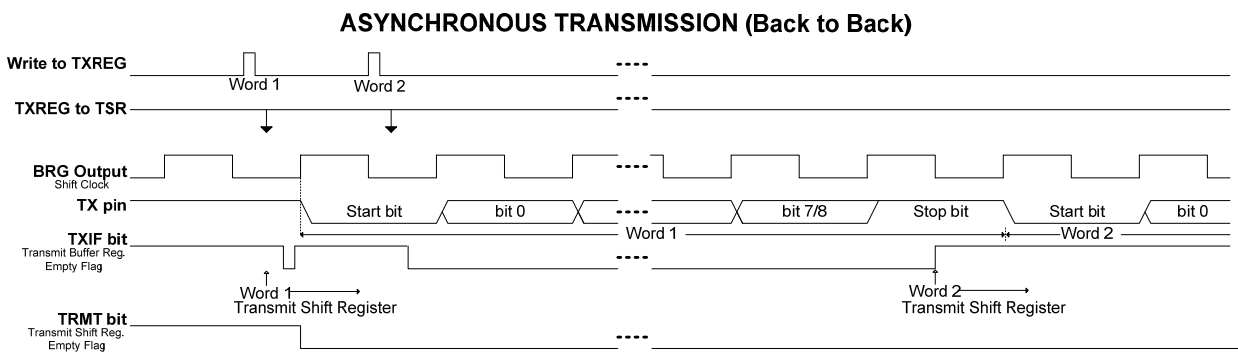 ASYNCHRONOUS TRANSMISSION (Back to Back)
Write to TXREG
Word 1
Word 2
TXREG to TSR
BRG Output
Shift Clock
TX pin
Start bit
bit 0
bit 7/8
Stop bit
Start bit
bit 0
Word 1
Word 2
TXIF bit
Transmit Buffer Reg.
Empty Flag
Word 1
Transmit Shift Register
Word 2
Transmit Shift Register
TRMT bit
Transmit Shift Reg.
Empty Flag